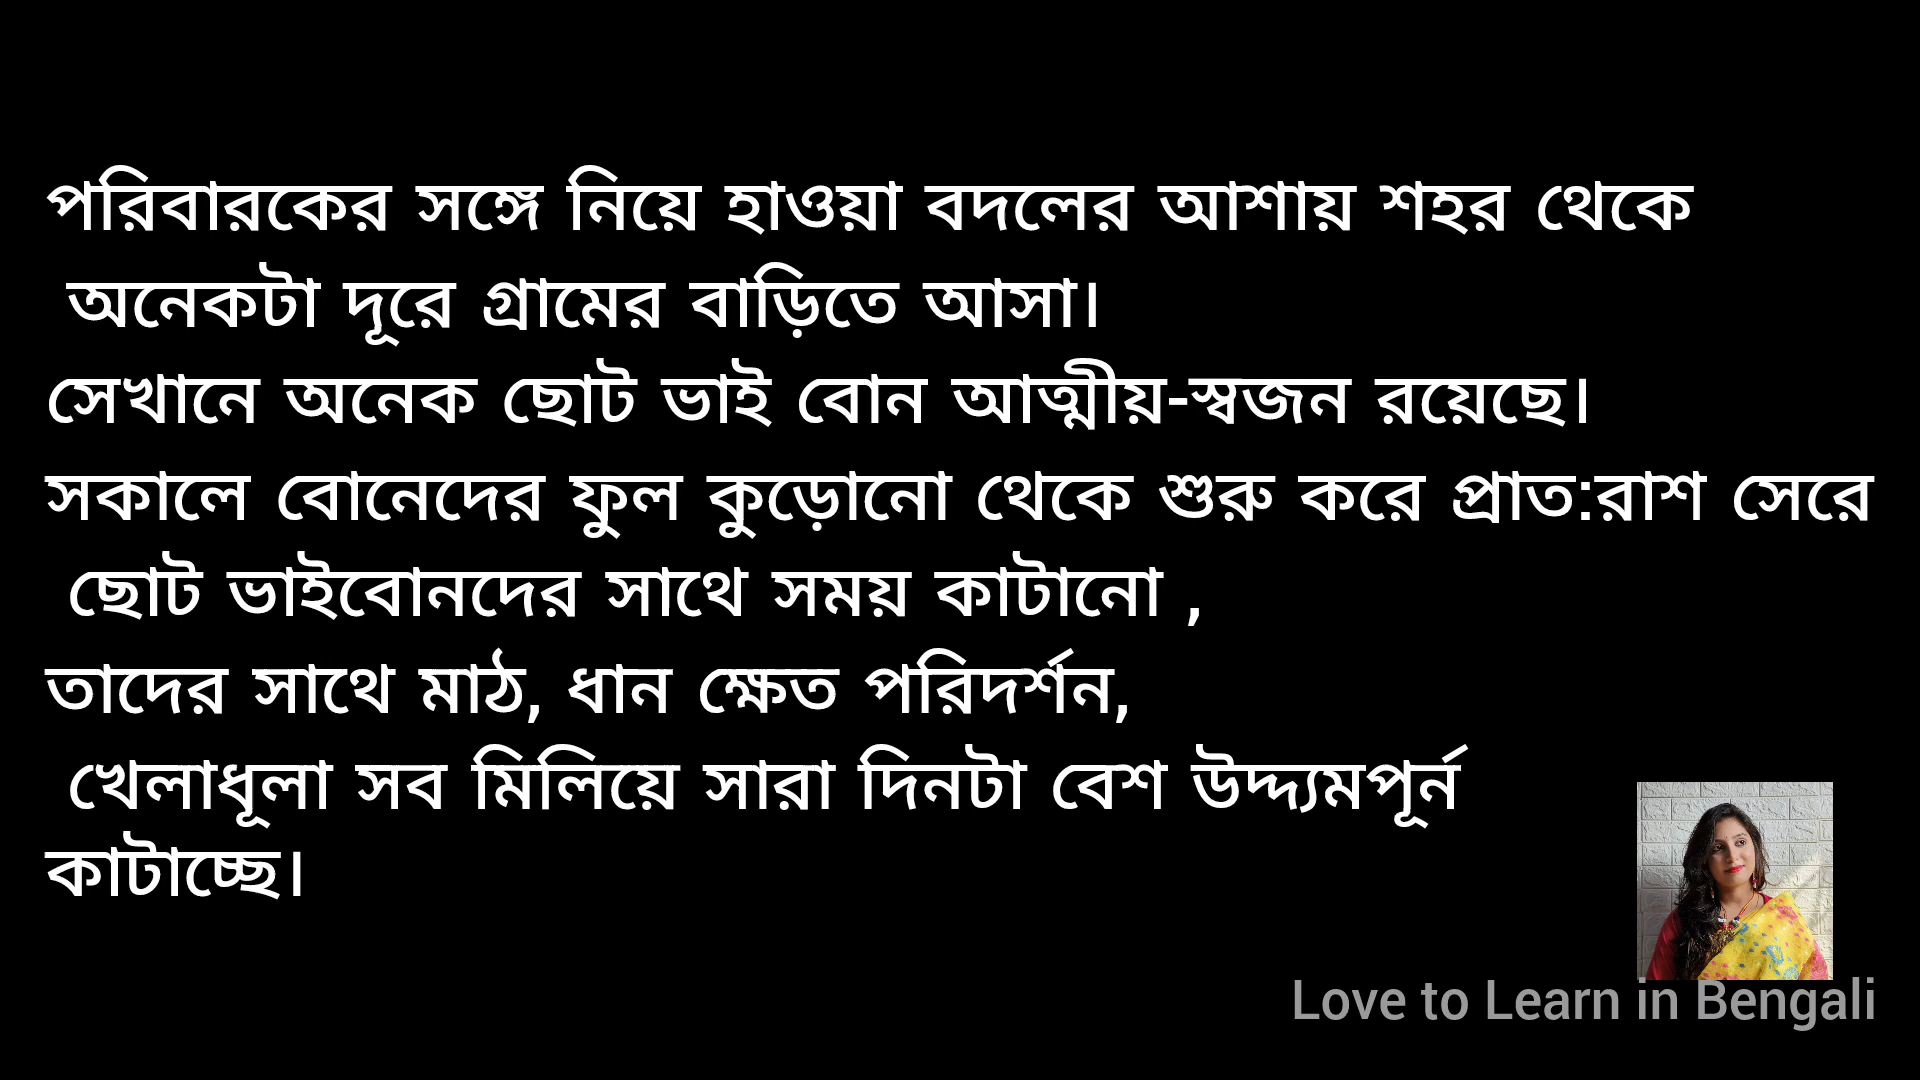 পরিবারকের সঙ্গে নিয়ে হাওয়া বদলের আশায় শহর থেকে
অনেকটা দূরে গ্রামের বাড়িতে আসা।
সেখানে অনেক ছোট ভাই বোন আত্মীয়-স্বজন রয়েছে।
সকালে বোনেদের ফুল কুড়োনো থেকে শুরু করে প্রাত:রাশ সেরে
ছোট ভাইবোনদের সাথে সময় কাটানো ,
তাদের সাথে মাঠ, ধান ক্ষেত পরিদর্শন,
খেলাধূলা সব মিলিয়ে সারা দিনটা বেশ উদ্দ্যমপূর্ন
কাটাচ্ছে।
Love to Learn in Bengali